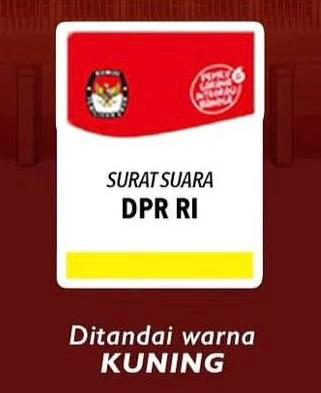 SURAT SUARA
DPR RI
Ditandai warna
KUNING